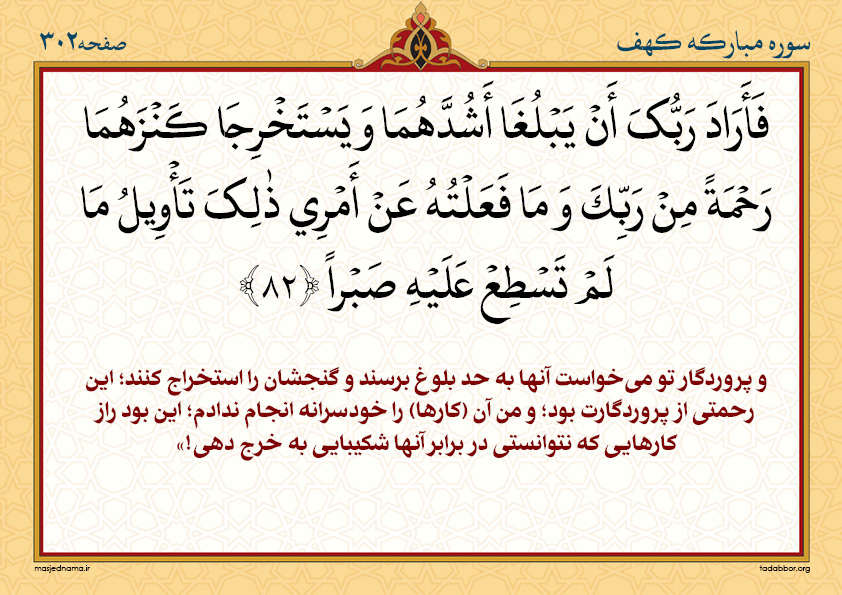 سوره مبارکه کهف
صفحه۳۰۲
فَأَرَادَ رَبُّکَ أَنْ یَبْلُغَا أَشُدَّهُمَا وَ یَسْتَخْرِجَا کَنْزَهُمَا
رَحْمَةً مِنْ رَبِّكَ وَ مَا فَعَلْتُهُ عَنْ أَمْرِي ذٰلِکَ تَأْوِیلُ مَا
لَمْ تَسْطِعْ عَلَیْهِ صَبْراً ﴿۸۲﴾
و پروردگار تو می‌خواست آنها به حد بلوغ برسند و گنجشان را استخراج کنند؛ این
رحمتی از پروردگارت بود؛ و من آن (کارها) را خودسرانه انجام ندادم؛ این بود راز
کارهایی که نتوانستی در برابر آنها شکیبایی به خرج دهی!»
masjednama.ir
tadabbor.org